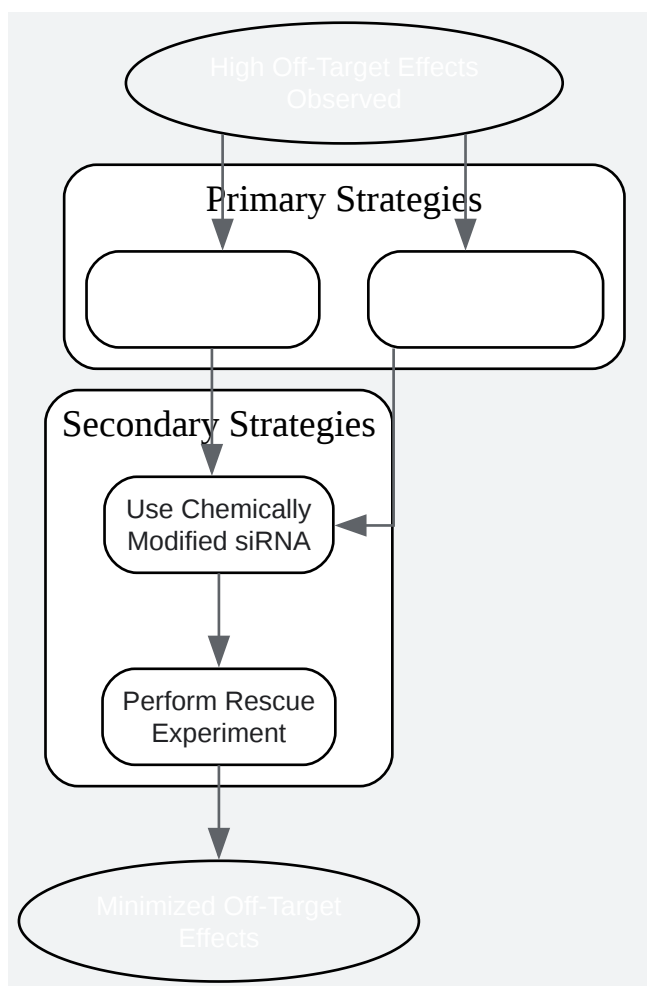 High Off-Target Effects
Observed
Primary Strategies
Secondary Strategies
Use Chemically
Modified siRNA
Perform Rescue
Experiment
Minimized Off-Target
Effects